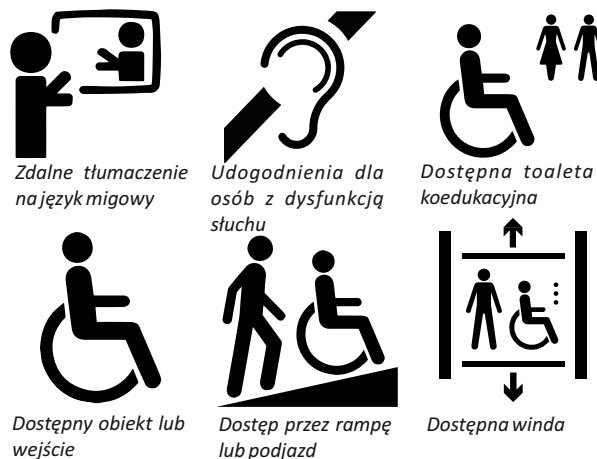 Zdalne tłumaczenie
na język migowy
Udogodnienia dla
osób z dysfunkcją
słuchu
Dostępna toaleta
koedukacyjna
Dostępny obiekt lub
wejście
Dostęp przez rampę
lub podjazd
Dostępna winda